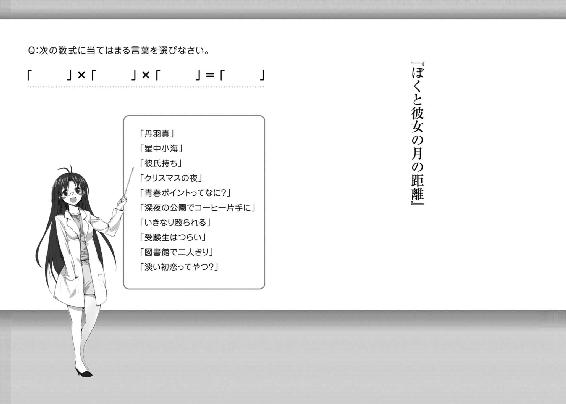 『ぼくと彼女の月の距離』
Q:次の数式に当てはまる言葉を選びなさい。
「　　」×「　　」×「　　」＝「　　」
「丹羽真」
「星中小海」
「彼氏持ち」
「クリスマスの夜」
「青春ポイントってなに?」
「深夜の公園でコーヒー片手に」
「いきなり殴られる」
「受験生はつらい」
「図書館で二人きり」
「淡い初恋ってやつ?」